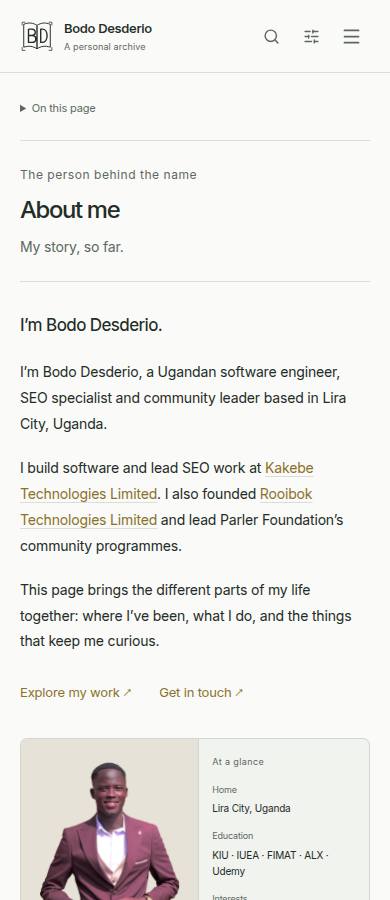 BD
Bodo Desderio
A personal archive
On this page
The person behind the name
About me
My story, so far.
I'm Bodo Desderio.
I'm Bodo Desderio, a Ugandan software engineer,
SEO specialist and community leader based in Lira
City, Uganda.
I build software and lead SEO work at Kakebe
Technologies Limited. I also founded Rooibok
Technologies Limited and lead Parler Foundation's
community programmes.
This page brings the different parts of my life
together: where I've been, what I do, and the things
that keep me curious.
Explore my work ↗ Get in touch ↗
At a glance
Home
Lira City, Uganda
Education
KIU · IUEA · FIMAT · ALX ·
Udemy
Interests